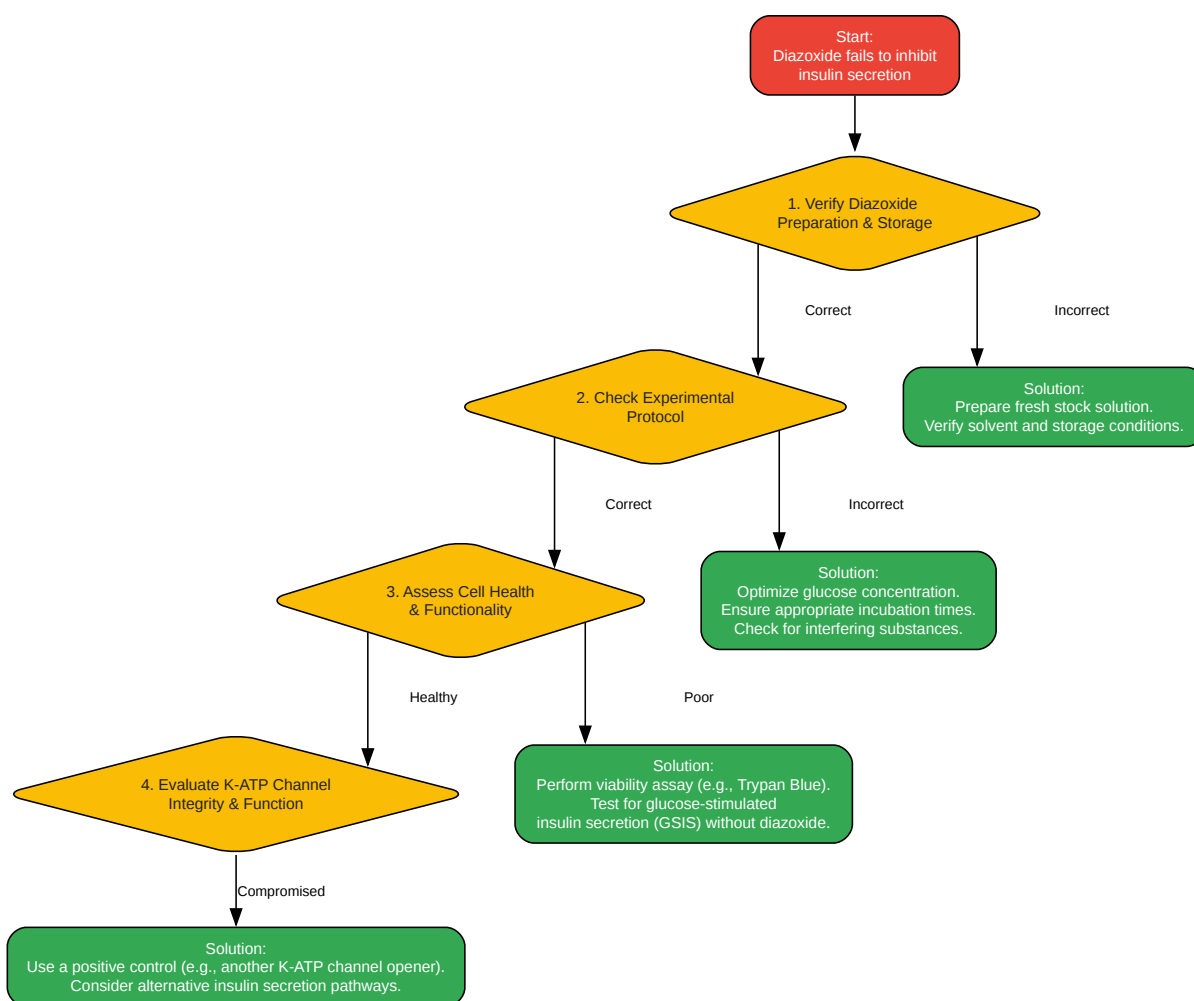 Start:
Diazoxide fails to inhibit
insulin secretion
1. Verify Diazoxide
Preparation & Storage
Correct
Incorrect
2. Check Experimental
Protocol
Solution:
Prepare fresh stock solution.
Verify solvent and storage conditions.
Correct
Incorrect
3. Assess Cell Health
& Functionality
Solution:
Optimize glucose concentration.
Ensure appropriate incubation times.
Check for interfering substances.
Healthy
Poor
4. Evaluate K-ATP Channel
Integrity & Function
Solution:
Perform viability assay (e.g., Trypan Blue).
Test for glucose-stimulated
insulin secretion (GSIS) without diazoxide.
Compromised
Solution:
Use a positive control (e.g., another K-ATP channel opener).
Consider alternative insulin secretion pathways.